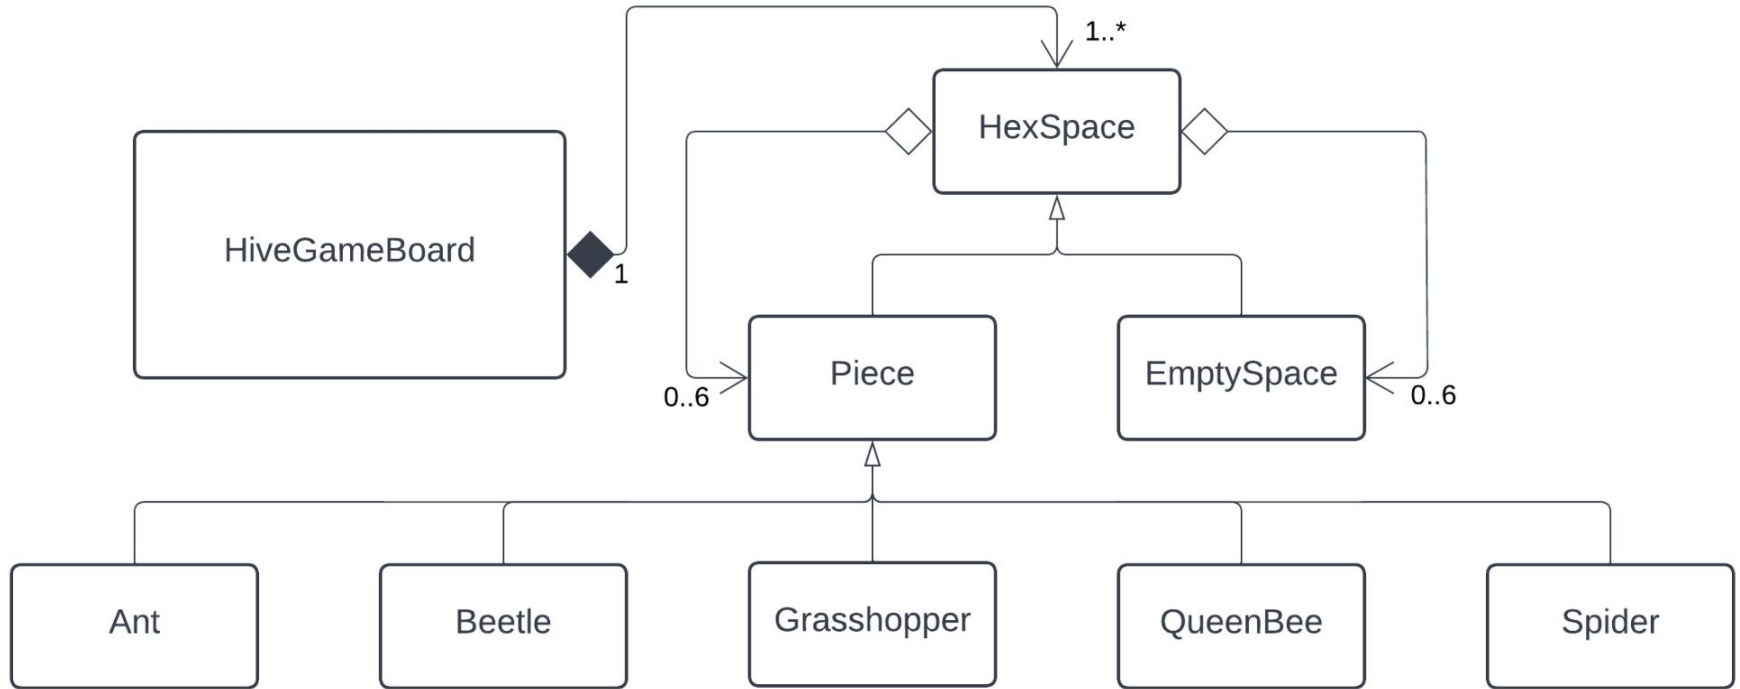 1..*
HexSpace
HiveGameBoard
1
Piece
EmptySpace
0..6
0..6
Ant
Beetle
Grasshopper
QueenBee
Spider